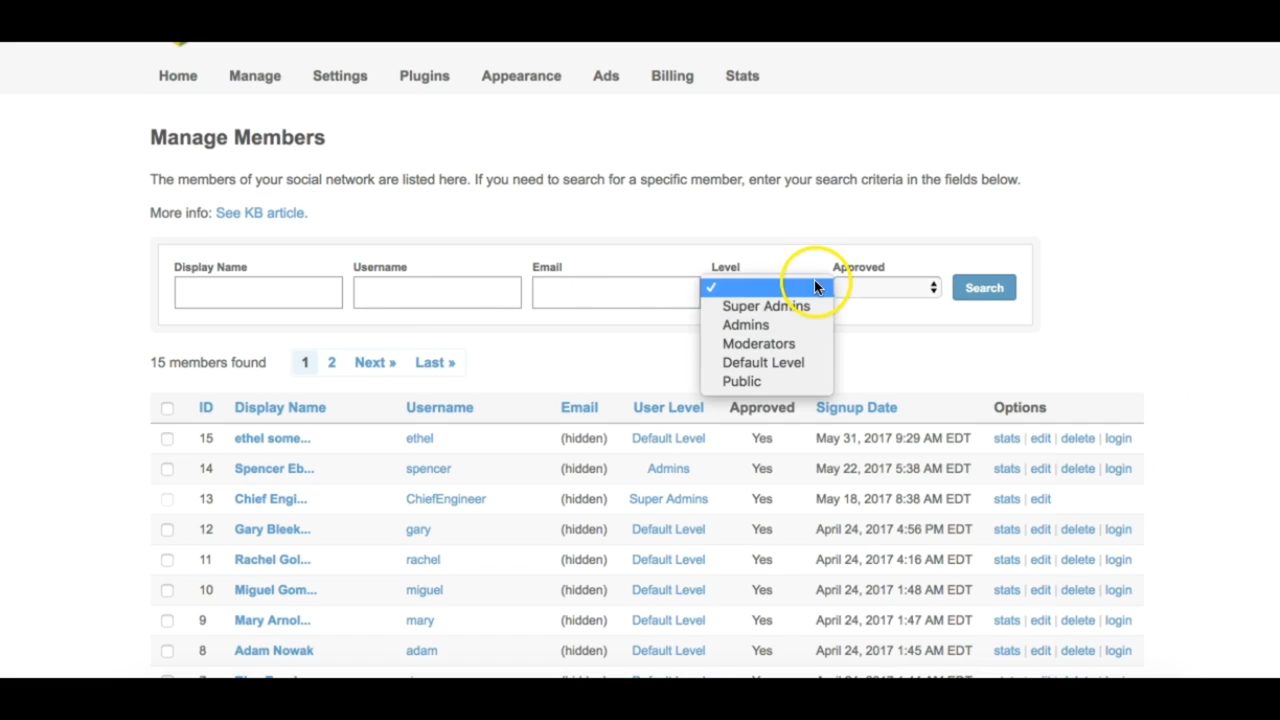 Home Manage Settings Plugins Appearance Ads Billing Stats
Manage Members
The members of your social network are listed here. If you need to search for a specific member, enter your search criteria in the fields below.
More info: See KB article.
Display Name Username Email Level Approved
✓
Search
Super Admins
Admins
Moderators
Default Level
Public
15 members found 1 2 Next » Last »
ID Display Name Username Email User Level Approved Signup Date Options
15 ethel some... ethel (hidden) Default Level Yes May 31, 2017 9:29 AM EDT stats | edit | delete | login
14 Spencer Eb... spencer (hidden) Admins Yes May 22, 2017 5:38 AM EDT stats | edit | delete | login
13 Chief Engi... ChiefEngineer (hidden) Super Admins Yes May 18, 2017 8:38 AM EDT stats | edit
12 Gary Bleek... gary (hidden) Default Level Yes April 24, 2017 4:56 PM EDT stats | edit | delete | login
11 Rachel Gol... rachel (hidden) Default Level Yes April 24, 2017 4:16 AM EDT stats | edit | delete | login
10 Miguel Gom... miguel (hidden) Default Level Yes April 24, 2017 1:48 AM EDT stats | edit | delete | login
9 Mary Arnol... mary (hidden) Default Level Yes April 24, 2017 1:47 AM EDT stats | edit | delete | login
8 Adam Nowak adam (hidden) Default Level Yes April 24, 2017 1:45 AM EDT stats | edit | delete | login